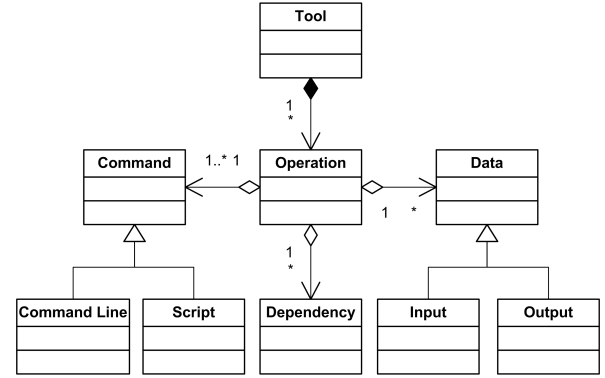 Tool
1
*
Command
1..* 1
Operation
Data
1 *
1
*
Command Line
Script
Dependency
Input
Output